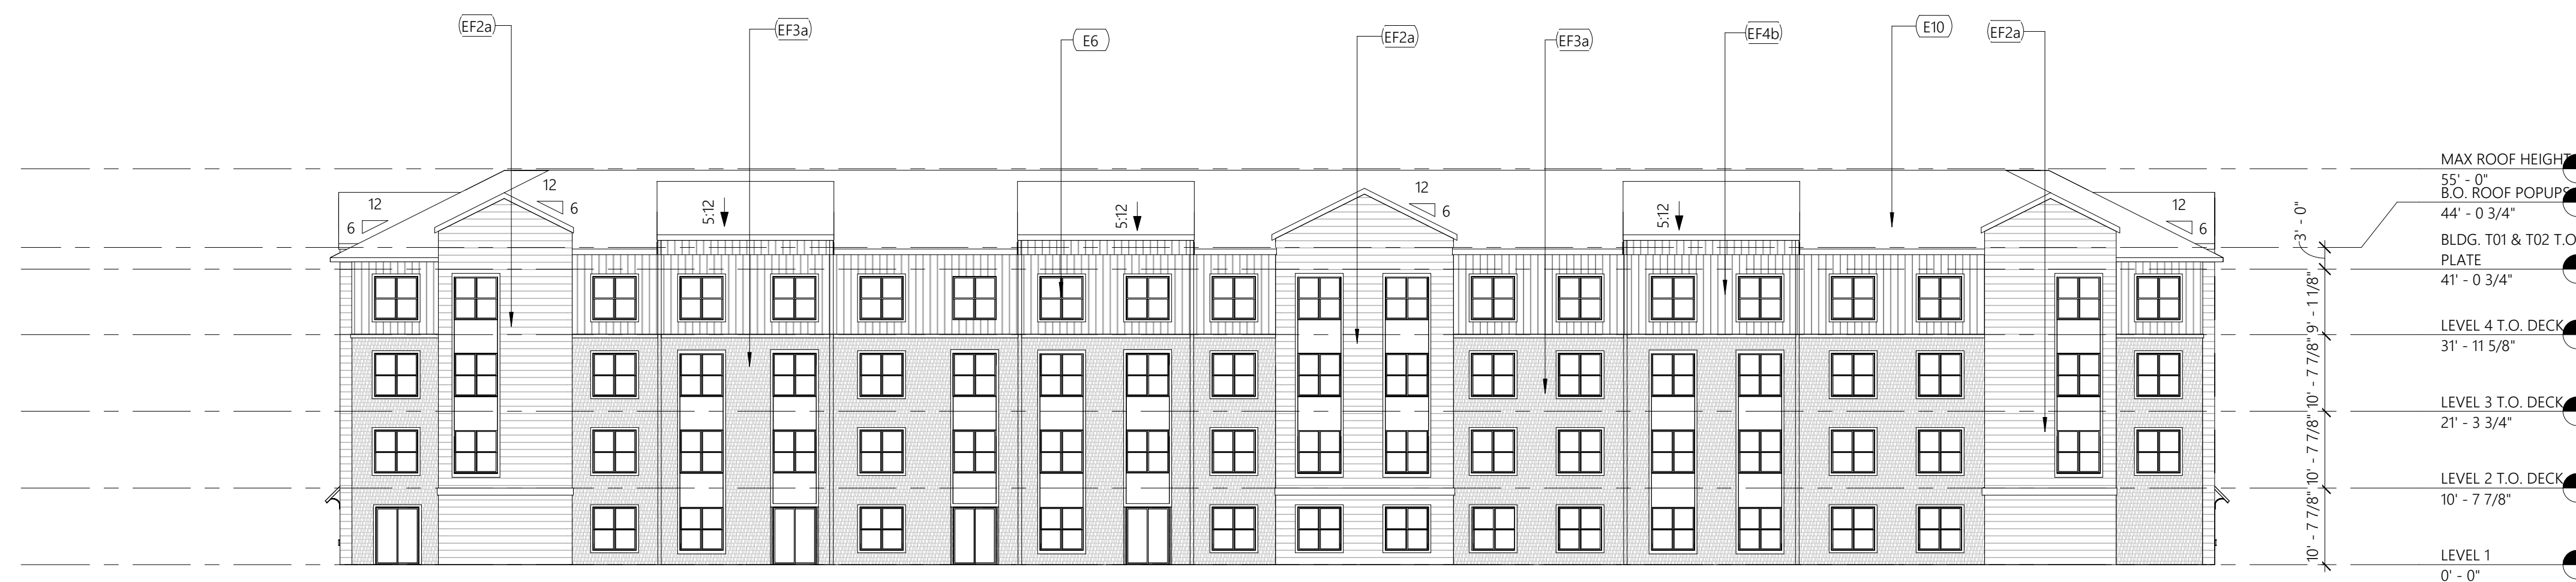 EF2a
EF3a
E6
EF2a
EF3a
EF4b
E10
EF2a
12
6
12
6
5:12
5:12
12
6
5:12
12
6
3' - 0"
9' - 1 1/8"
10' - 7 7/8"
10' - 7 7/8"
10' - 7 7/8"
MAX ROOF HEIGHT
55' - 0"
B.O. ROOF POPUPS
44' - 0 3/4"
BLDG. T01 & T02 T.O
PLATE
41' - 0 3/4"
LEVEL 4 T.O. DECK
31' - 11 5/8"
LEVEL 3 T.O. DECK
21' - 3 3/4"
LEVEL 2 T.O. DECK
10' - 7 7/8"
LEVEL 1
0' - 0"